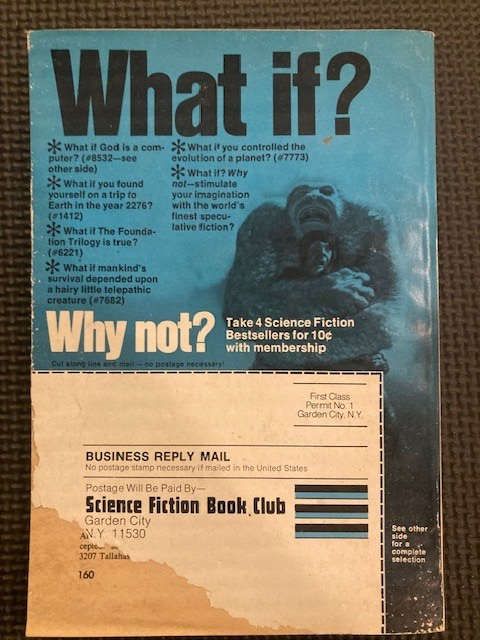 What if?
* What if God is a com-
puter? (#8532—see
other side)
* What if you found
yourself on a trip to
Earth in the year 2276?
(#1412)
* What if The Founda-
tion Trilogy is true?
(#6221)
* What if mankind's
survival depended upon
a hairy little telepathic
creature (#7682)
* What if you controlled the
evolution of a planet? (#7773)
* What if? Why
not—stimulate
your imagination
with the world's
finest specu-
lative fiction?
Why not?
Take 4 Science Fiction
Bestsellers for 10¢
with membership
Cut along line and mail — no postage necessary!
First Class
Permit No. 1
Garden City, N.Y.
BUSINESS REPLY MAIL
No postage stamp necessary if mailed in the United States
Postage Will Be Paid By—
Science Fiction Book Club
Garden City
N.Y. 11530
3207 Tallahas
160
See other
side
for a
complete
selection